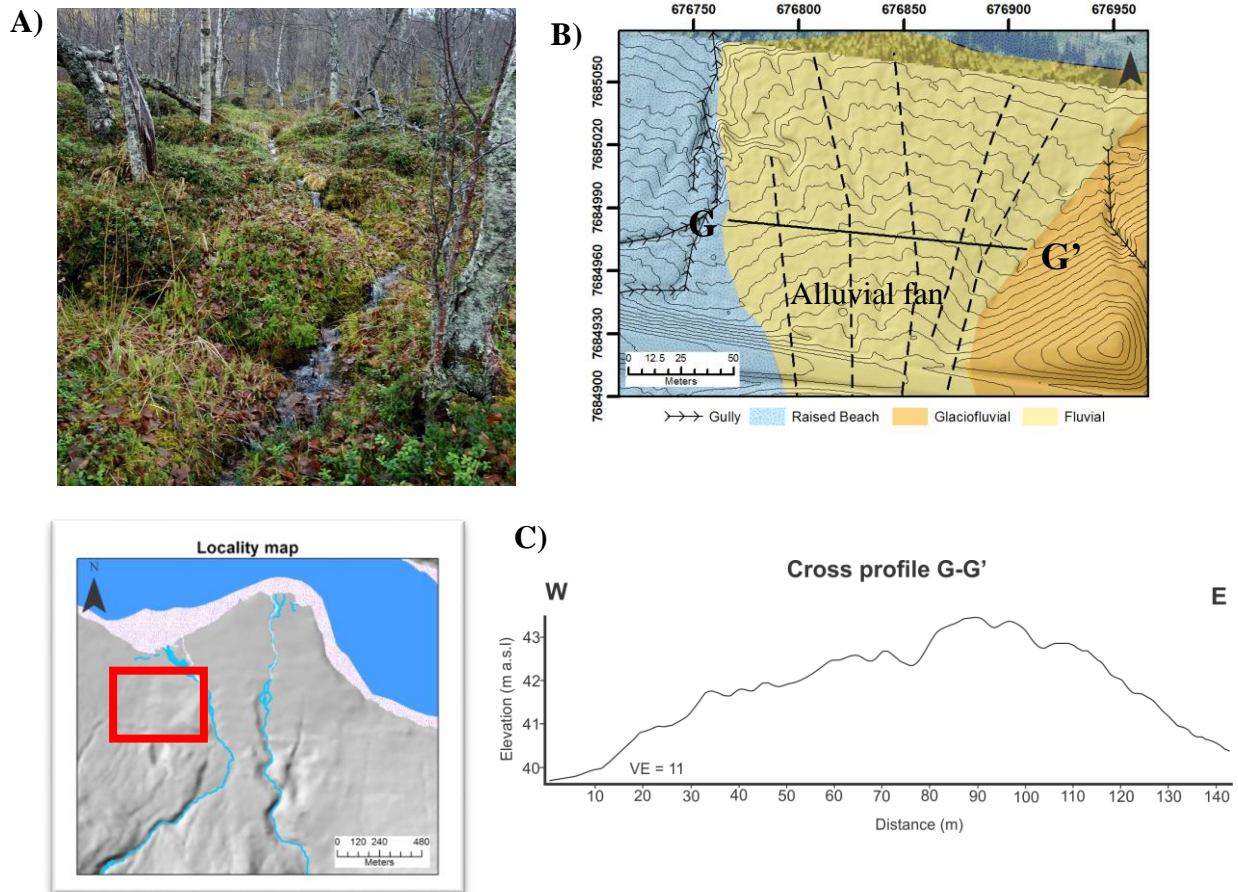 A)
B)
676750 676800 676850 676900 676950
7685050
7685020
7684990
7684960
7684930
7684900
N
G
G'
Alluvial fan
0 12.5 25 50
Meters
Gully Raised Beach Glaciofluvial Fluvial
Locality map
N
0 120 240 480
Meters
C)
Cross profile G-G'
W
E
Elevation (m a.s.l)
43
42
41
40
VE = 11
10 20 30 40 50 60 70 80 90 100 110 120 130 140
Distance (m)